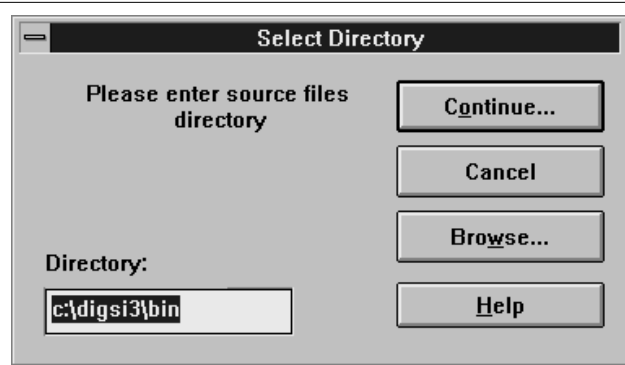 Select Directory
Please enter source files
directory
Continue...
Cancel
Browse...
Directory:
c:\digsi3\bin
Help